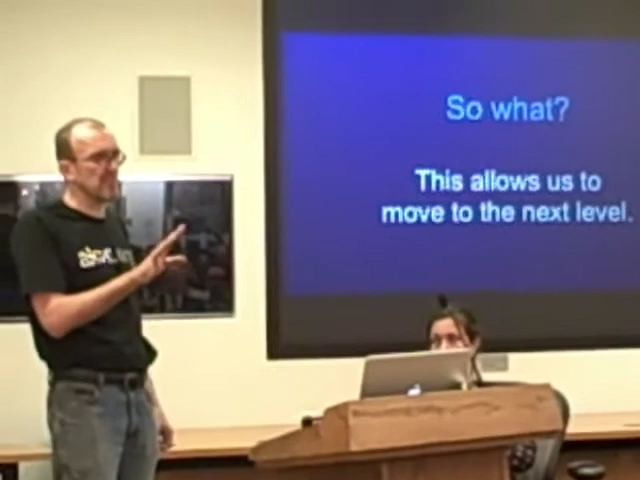 So what?
This allows us to
move to the next level.